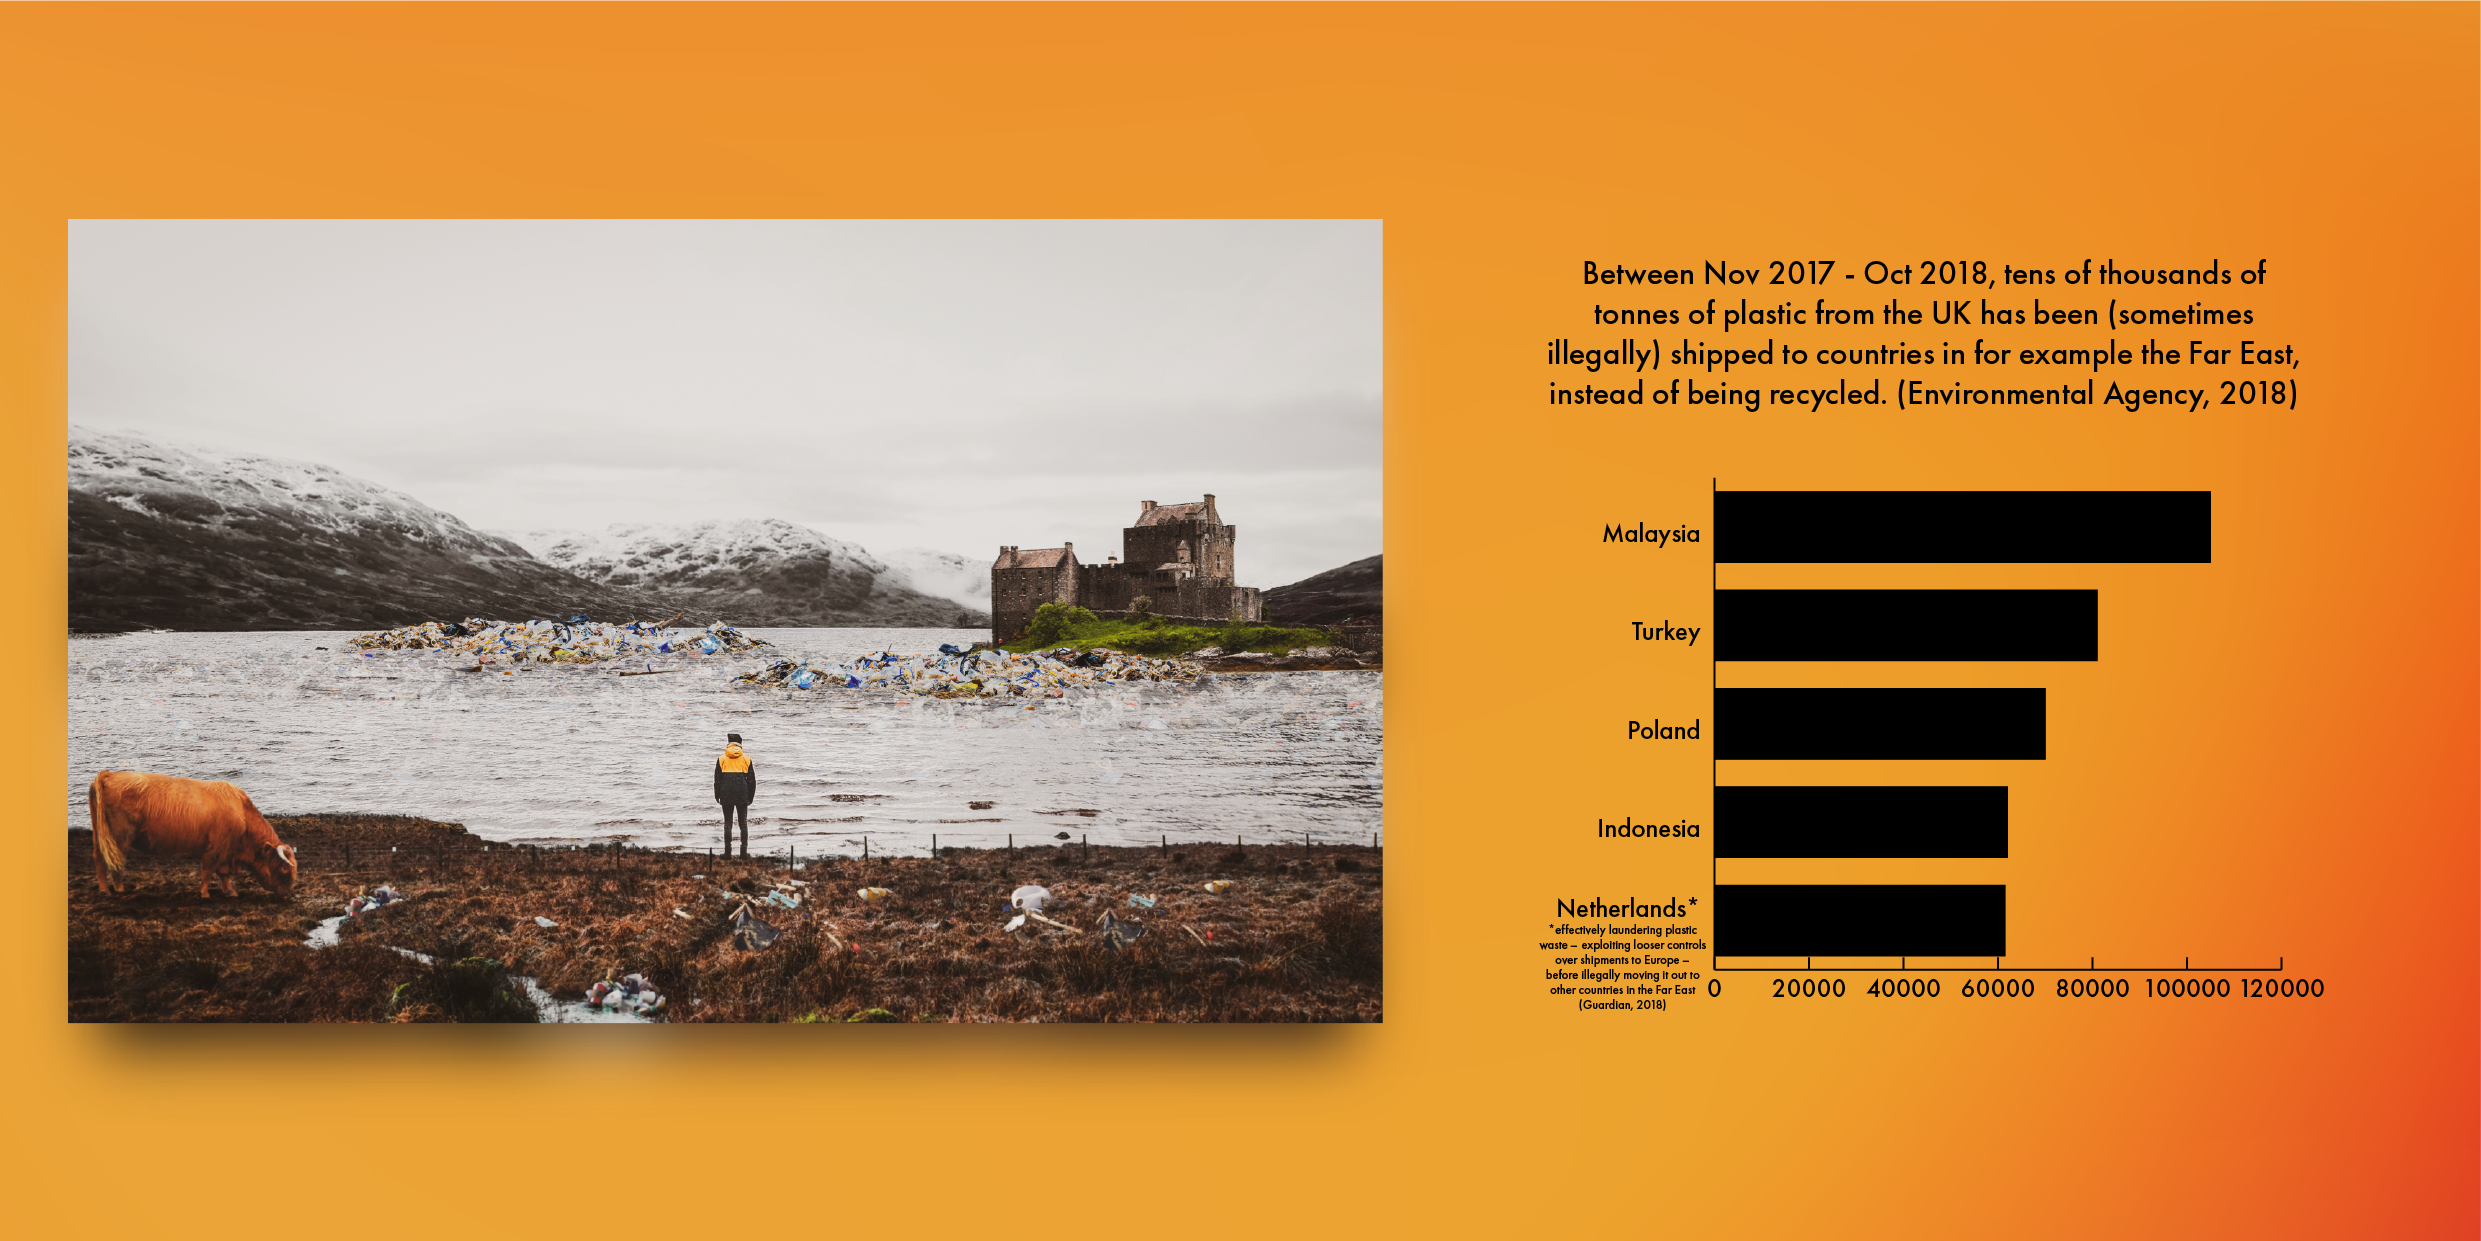 Between Nov 2017 - Oct 2018, tens of thousands of
tonnes of plastic from the UK has been (sometimes
illegally) shipped to countries in for example the Far East,
instead of being recycled. (Environmental Agency, 2018)
Malaysia
Turkey
Poland
Indonesia
Netherlands*
*effectively laundering plastic
waste – exploiting looser controls
over shipments to Europe –
before illegally moving it out to
other countries in the Far East
(Guardian, 2018)
0 20000 40000 60000 80000 100000 120000